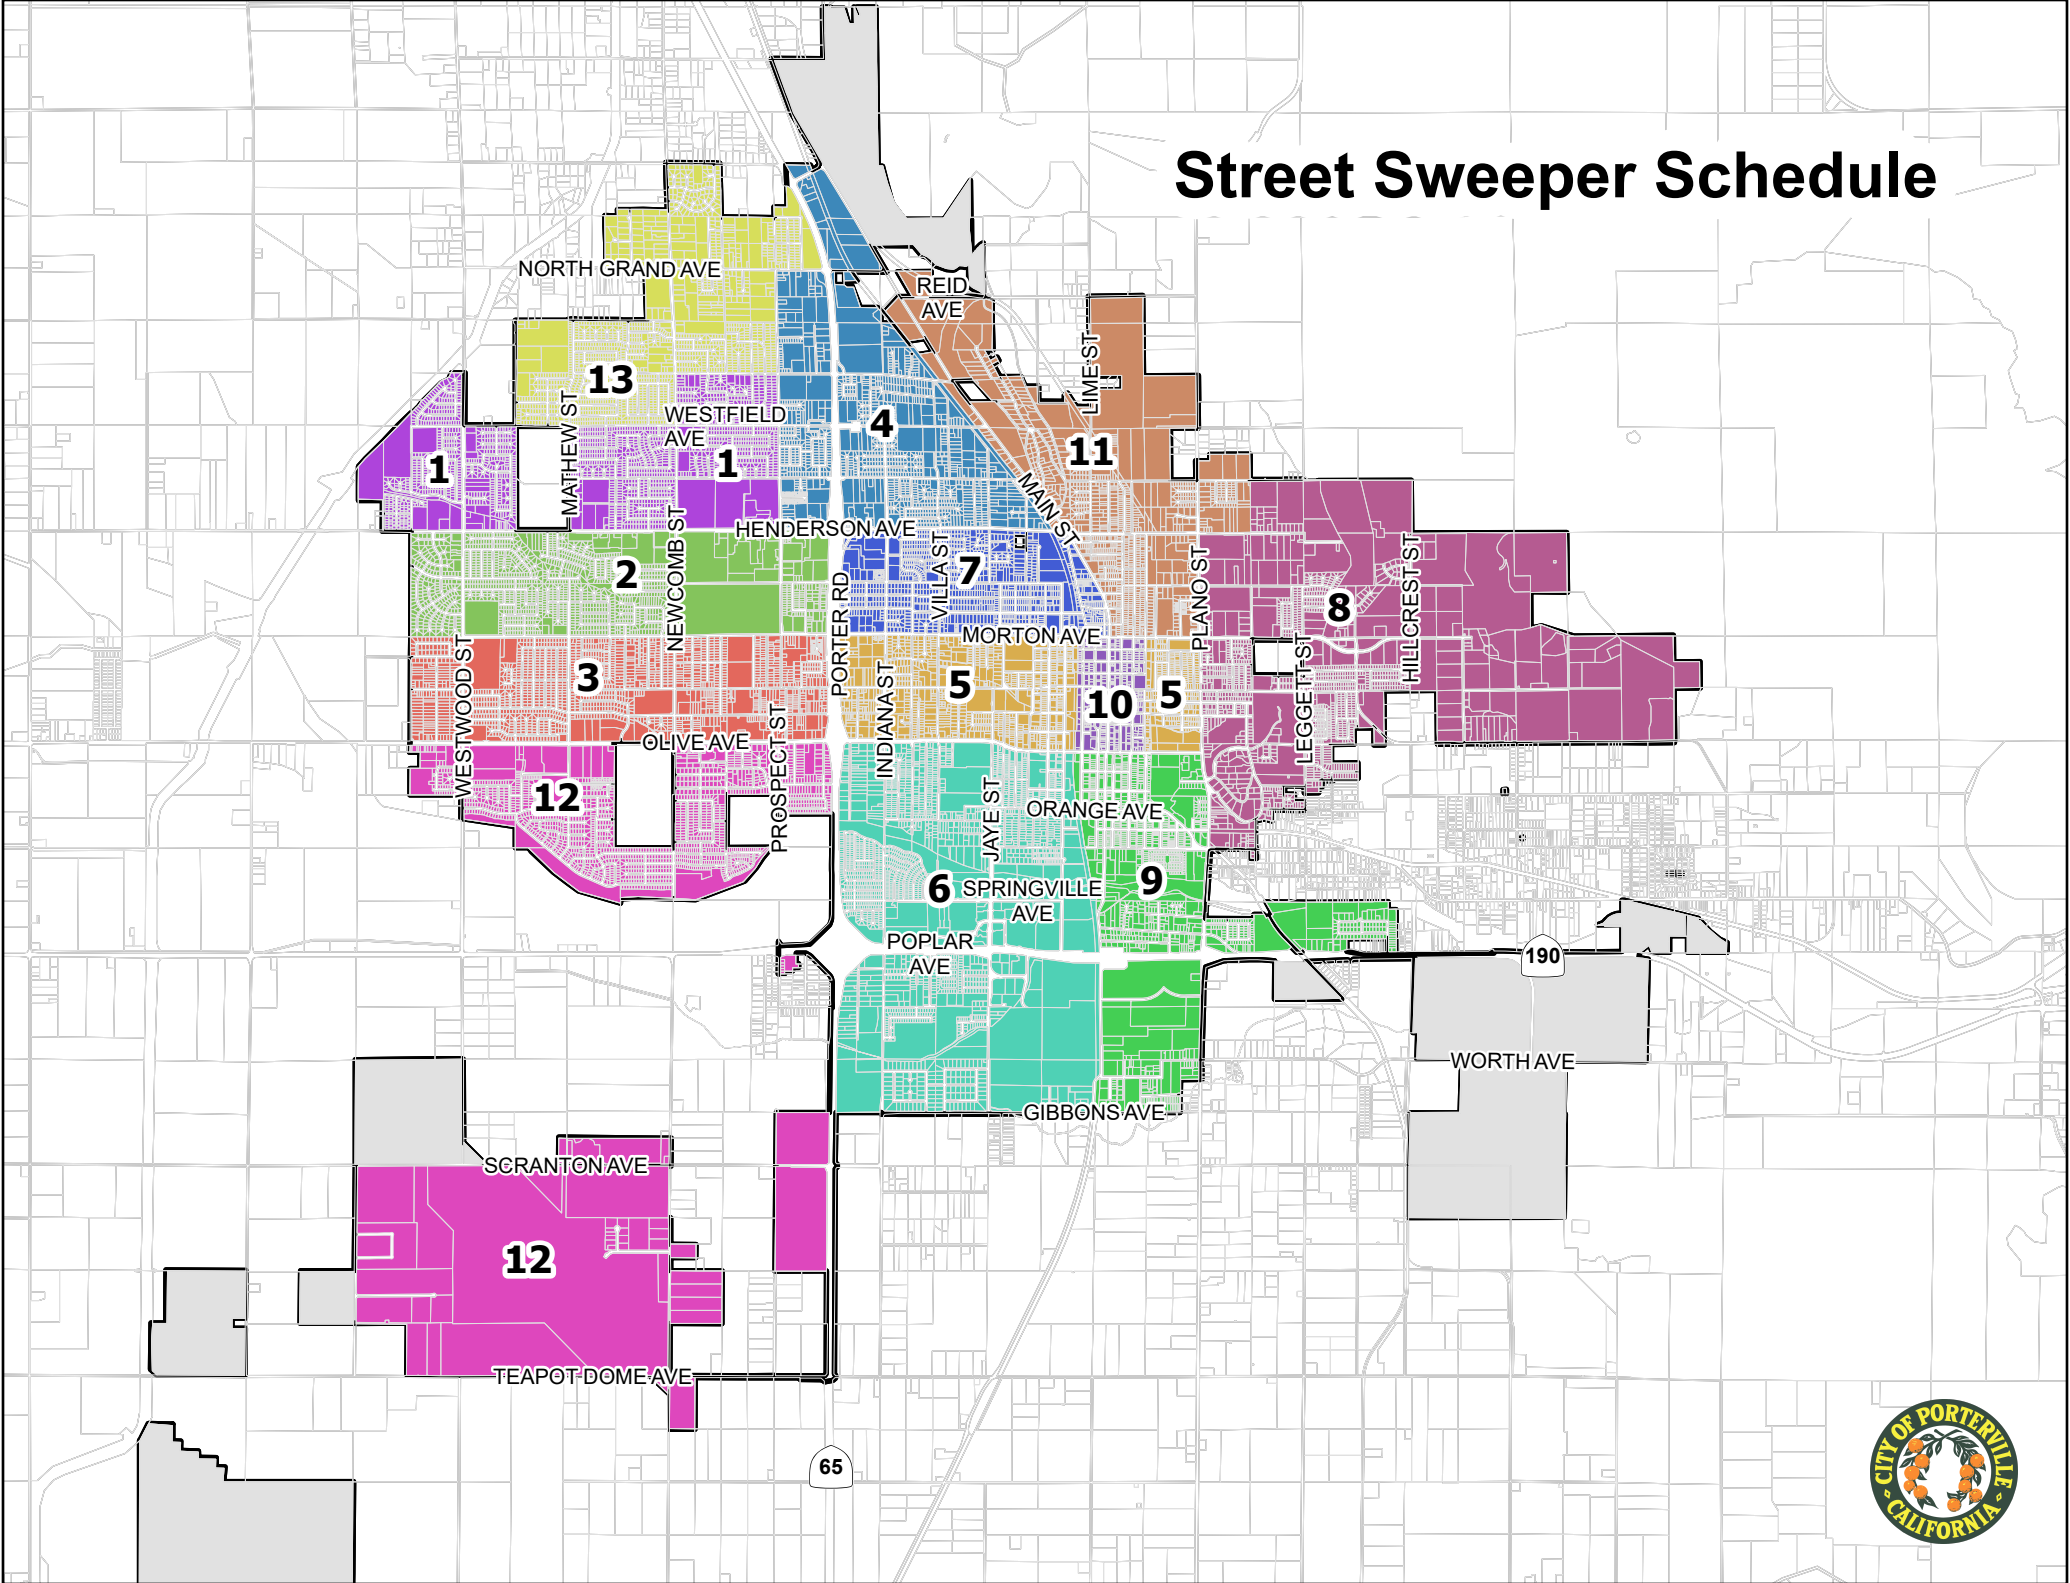 Street Sweeper Schedule
NORTH GRAND AVE
REID
AVE
LIME ST
13
MATHEW ST
WESTFIELD
AVE
4
1
1
11
MAIN ST
HENDERSON AVE
NEWCOMB ST
2
PORTER RD
VILLA ST
7
PLANO ST
8
HILLCREST ST
MORTON AVE
LEGGETT ST
WESTWOOD ST
3
INDIANA ST
5
10
5
OLIVE AVE
PROSPECT ST
12
JAYE ST
ORANGE AVE
6
SPRINGVILLE
AVE
9
POPLAR
AVE
190
WORTH AVE
GIBBONS AVE
SCRANTON AVE
12
TEAPOT DOME AVE
65
CITY OF PORTERVILLE
CALIFORNIA